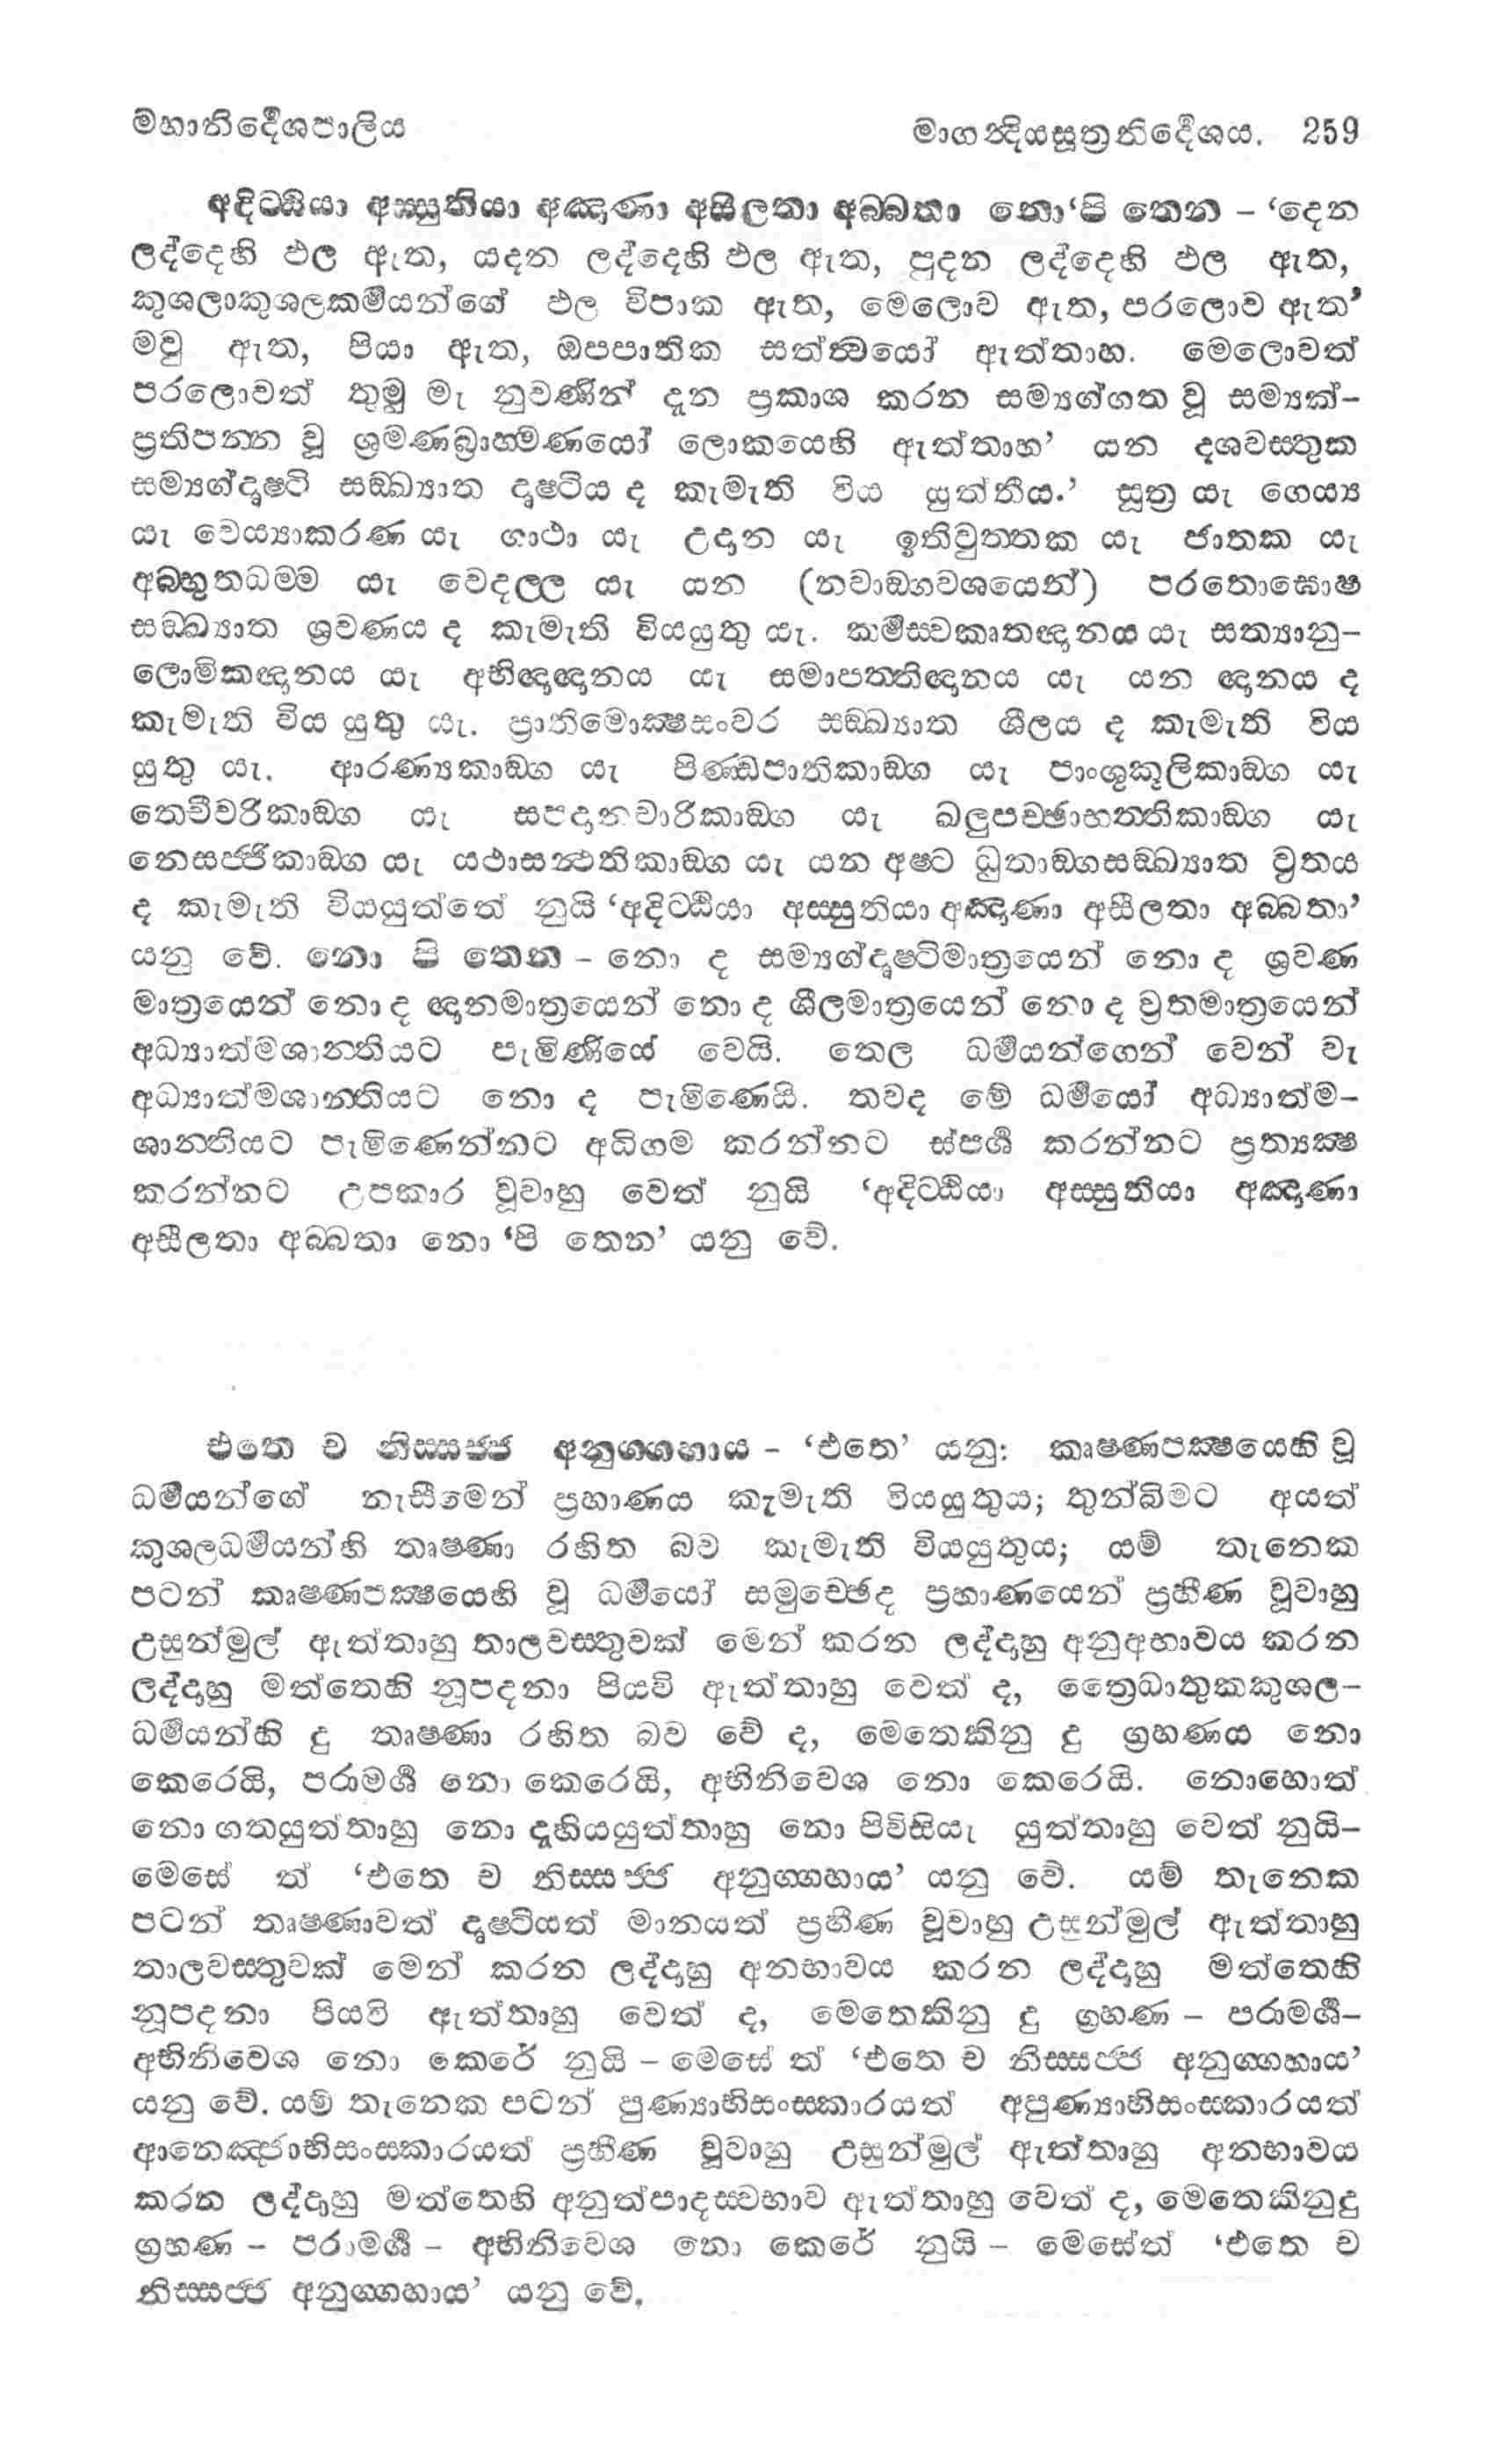 මහානිර්‍දෙශපාලිය
මාගන්‍දියසූත්‍රනිර්‍දෙශය. 259
අදිට්ඨියා අස්සුතියා අඤාණා අසීලතා අබ්බතා නො‘පි තෙන – ‘දෙන
ලද්දෙහි ඵල ඇත, යදන ලද්දෙහි ඵල ඇත, පුදන ලද්දෙහි ඵල ඇත,
කුශලාකුශලකර්‍මයන්ගේ ඵල විපාක ඇත, මෙලොව ඇත, පරලොව ඇත’
මවු ඇත, පියා ඇත, ඔපපාතික සත්ත්‍වයෝ ඇත්තාහ. මෙලොවත්
පරලොවත් තුමූ මැ නුවණින් දැන ප්‍රකාශ කරන සම්‍යග්ගත වූ සම්‍යක්–
ප්‍රතිපන්න වූ ශ්‍රමණබ්‍රාහ්මණයෝ ලොකයෙහි ඇත්තාහ’ යන දශවස්තුක
සම්‍යග්දෘෂ්ටි සඞ්ඛ්‍යාත දෘෂ්ටිය ද කැමැති විය යුත්තීය.’ සූත්‍ර යැ ගෙය්‍ය
යැ වෙය්‍යාකරණ යැ ගාථා යැ උදාන යැ ඉතිවුත්තක යැ ජාතක යැ
අබ්භුතධම්ම යැ වෙදල්ල යැ යන (නවාඞ්ගවශයෙන්) පරතොඝොෂ
සඞ්ඛ්‍යාත ශ්‍රවණය ද කැමැති වියයුතු යැ. කර්‍මස්වකෘතඥානය යැ සත්‍යානු–
ලොමිකඥානය යැ අභිඥාඥානය යැ සමාපත්තිඥානය යැ යන ඥානය ද
කැමැති විය යුතු යැ. ප්‍රාතිමොක්‍ෂසංවර සඞ්ඛ්‍යාත ශීලය ද කැමැති විය
යුතු යැ. ආරණ්‍යකාඞ්ග යැ පිණ්ඩපාතිකාඞ්ග යැ පාංශුකූලිකාඞ්ග යැ
තෙචීවරිකාඞ්ග යැ සපදානචාරිකාඞ්ග යැ ඛලුපච්ඡාභත්තිකාඞ්ග යැ
නෙසජ්ජිකාඞ්ග යැ යථාසන්‍ථතිකාඞ්ග යැ යන අෂ්ට ධුතාඞ්ගසඞ්ඛ්‍යාත ව්‍රතය
ද කැමැති වියයුත්තේ නුයි ‘අදිට්ඨියා අස්සුතියා අඤාණා අසීලතා අබ්බතා’
යනු වේ. නො පි තෙන – නො ද සම්‍යග්දෘෂ්ටිමාත්‍රයෙන් නො ද ශ්‍රවණ
මාත්‍රයෙන් නො ද ඥානමාත්‍රයෙන් නො ද ශීලමාත්‍රයෙන් නො ද ව්‍රතමාත්‍රයෙන්
අධ්‍යාත්මශාන්තියට පැමිණියේ වෙයි. තෙල ධර්‍මයන්ගෙන් වෙන් වැ
අධ්‍යාත්මශාන්තියට නො ද පැමිණෙයි. තවද මේ ධර්‍මයෝ අධ්‍යාත්ම–
ශාන්තියට පැමිණෙන්නට අධිගම කරන්නට ස්පර්‍ශ කරන්නට ප්‍රත්‍යක්‍ෂ
කරන්නට උපකාර වූවාහු වෙත් නුයි ‘අදිට්ඨියා අස්සුතියා අඤාණා
අසීලතා අබ්බතා නො ‘පි තෙන’ යනු වේ.
එතෙ ච නිස්සජ්ජ අනුග්ගහාය – ‘එතෙ’ යනු: කෘෂ්ණපක්‍ෂයෙහි වූ
ධර්‍මයන්ගේ නැසීමෙන් ප්‍රහාණය කැමැති වියයුතුය; තුන්බිමට අයත්
කුශලධර්‍මයන්හි තෘෂ්ණා රහිත බව කැමැති වියයුතුය; යම් තැනෙක
පටන් කෘෂ්ණපක්‍ෂයෙහි වූ ධර්‍මයෝ සමුච්ඡෙද ප්‍රහාණයෙන් ප්‍රහීණ වූවාහු
උසුන්මුල් ඇත්තාහු තාලවස්තුවක් මෙන් කරන ලද්දාහු අනුඅභාවය කරන
ලද්දාහු මත්තෙහි නූපදනා පියවි ඇත්තාහු වෙත් ද, ත්‍රෛධාතුකකුශල–
ධර්‍මයන්හි දු තෘෂ්ණා රහිත බව වේ ද, මෙතෙකිනු දු ග්‍රහණය නො
කෙරෙයි, පරාමර්‍ශ නො කෙරෙයි, අභිනිවෙශ නො කෙරෙයි. නොහොත්
නො ගතයුත්තාහු නො දැහියයුත්තාහු නො පිවිසියැ යුත්තාහු වෙත් නුයි–
මෙසේ ත් ‘එතෙ ච නිස්සජ්ජ අනුග්ගහාය’ යනු වේ. යම් තැනෙක
පටන් තෘෂ්ණාවත් දෘෂ්ටියත් මානයත් ප්‍රහීණ වූවාහු උසුන්මුල් ඇත්තාහු
තාලවස්තුවක් මෙන් කරන ලද්දාහු අනභාවය කරන ලද්දාහු මත්තෙහි
නූපදනා පියවි ඇත්තාහු වෙත් ද, මෙතෙකිනු දු ග්‍රහණ – පරාමර්‍ශ–
අභිනිවෙශ නො කෙරේ නුයි – මෙසේ ත් ‘එතෙ ච නිස්සජ්ජ අනුග්ගහාය’
යනු වේ. යම් තැනෙක පටන් පුණ්‍යාභිසංස්කාරයත් අපුණ්‍යාභිසංස්කාරයත්
ආනෙඤ්ජාභිසංස්කාරයත් ප්‍රහීණ වූවාහු උසුන්මුල් ඇත්තාහු අනභාවය
කරන ලද්දාහු මත්තෙහි අනුත්පාදස්වභාව ඇත්තාහු වෙත් ද, මෙතෙකිනුදු
ග්‍රහණ – පරාමර්‍ශ – අභිනිවෙශ නො කෙරේ නුයි – මෙසේත් ‘එතෙ ච
නිස්සජ්ජ අනුග්ගහාය’ යනු වේ.